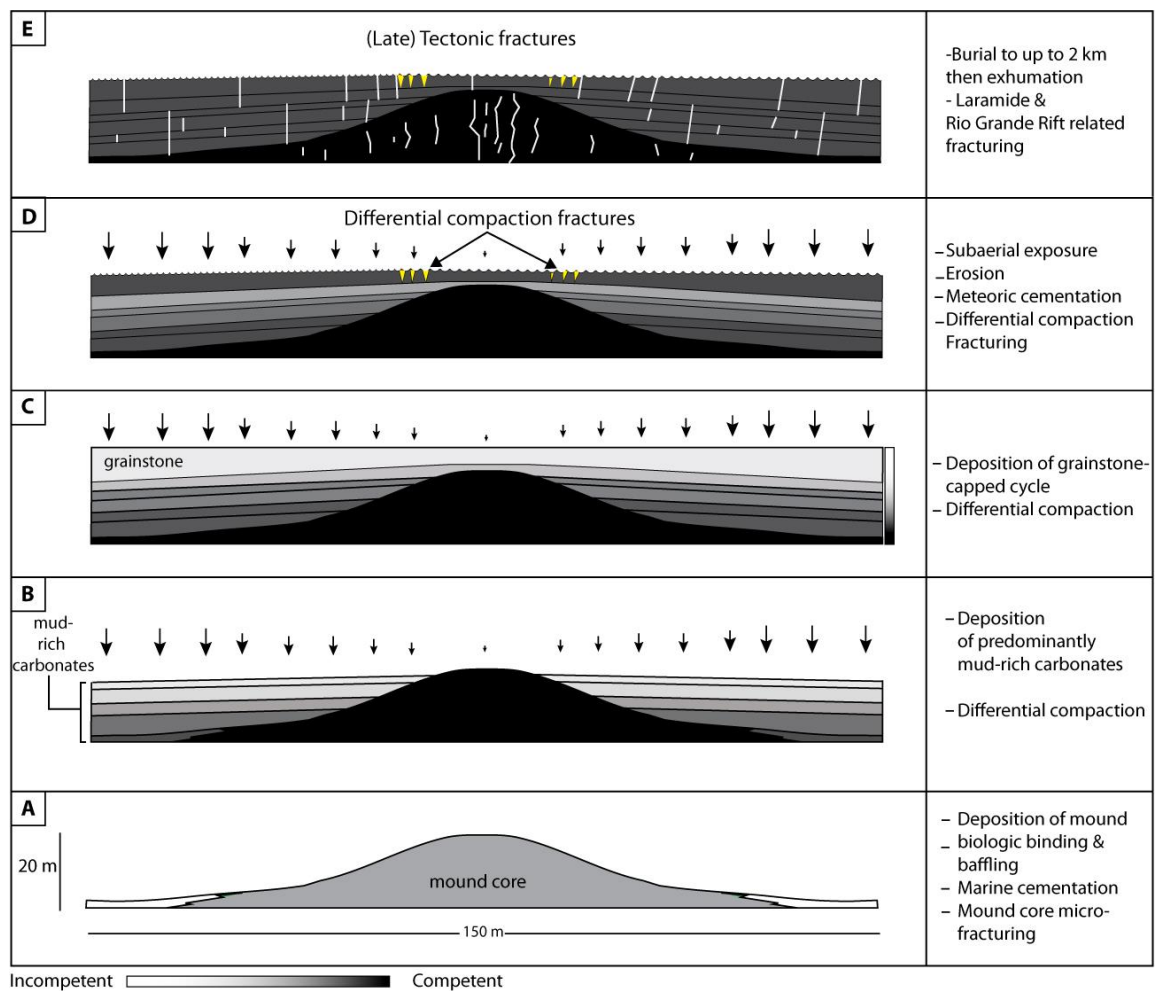 E
(Late) Tectonic fractures
-Burial to up to 2 km
then exhumation
- Laramide &
Rio Grande Rift related
fracturing
D
Differential compaction fractures
– Subaerial exposure
– Erosion
– Meteoric cementation
– Differential compaction
Fracturing
C
grainstone
– Deposition of grainstone-
capped cycle
– Differential compaction
B
mud-
rich
carbonates
– Deposition
of predominantly
mud-rich carbonates
– Differential compaction
A
20 m
mound core
150 m
– Deposition of mound
– biologic binding &
baffling
– Marine cementation
– Mound core micro-
fracturing
Incompetent
Competent